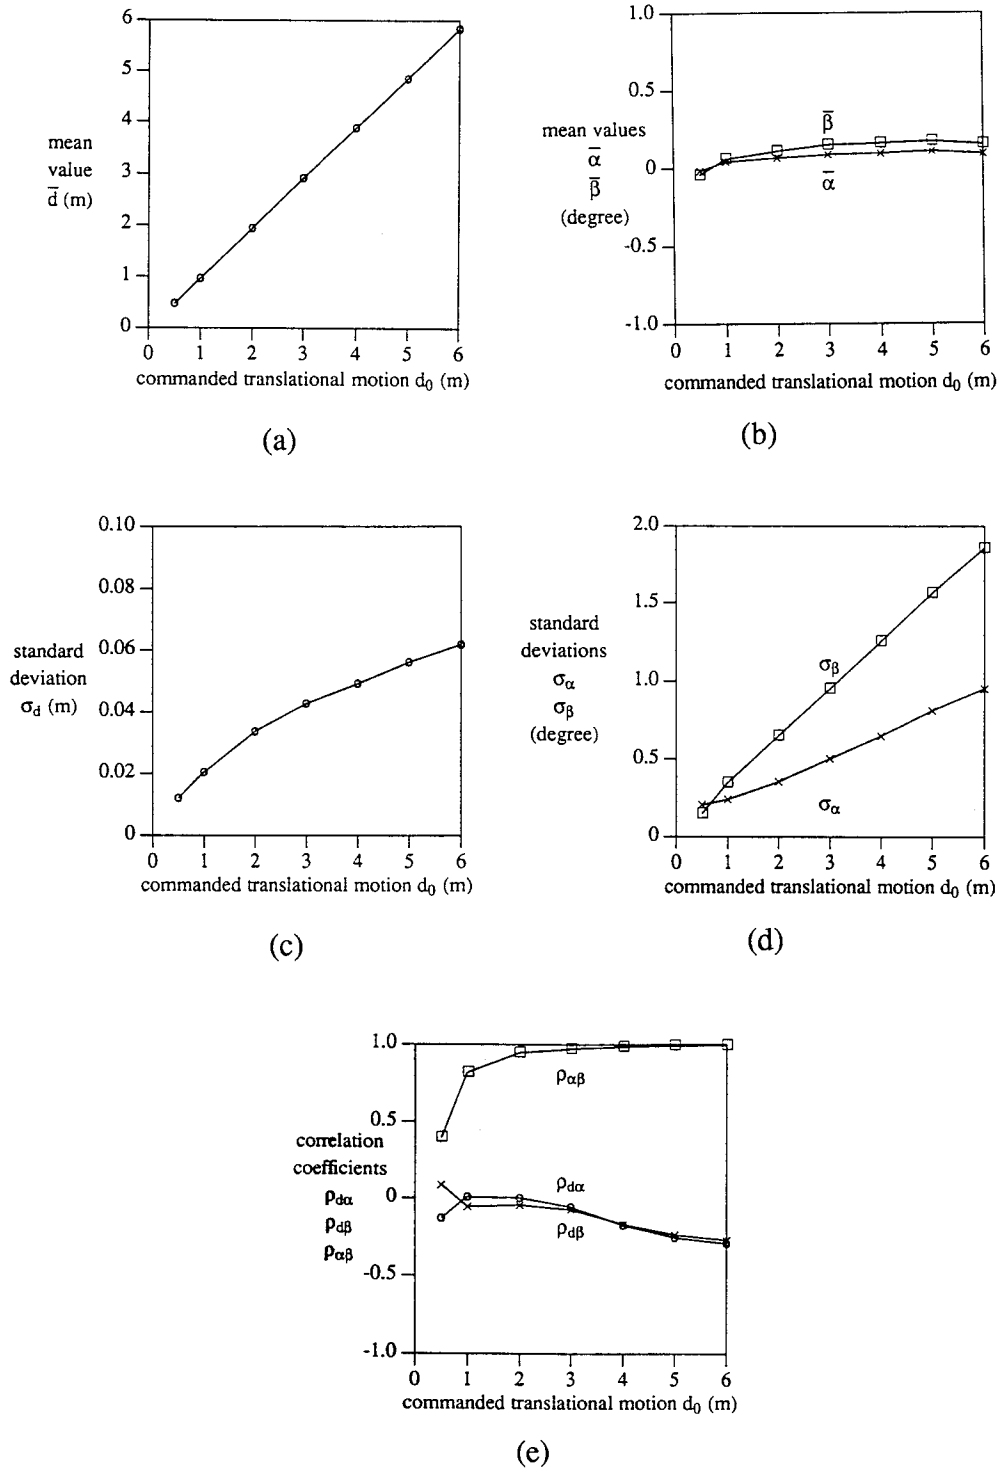 6
5
4
3
2
1
0
mean
value
d̅ (m)
0 1 2 3 4 5 6
commanded translational motion d₀ (m)
(a)
1.0
0.5
0
-0.5
-1.0
mean values
α̅
β̅
(degree)
β̅
α̅
0 1 2 3 4 5 6
commanded translational motion d₀ (m)
(b)
0.10
0.08
0.06
0.04
0.02
0
standard
deviation
σd (m)
0 1 2 3 4 5 6
commanded translational motion d₀ (m)
(c)
2.0
1.5
1.0
0.5
0
standard
deviations
σα
σβ
(degree)
σβ
σα
0 1 2 3 4 5 6
commanded translational motion d₀ (m)
(d)
1.0
0.5
0
-0.5
-1.0
correlation
coefficients
ρdα
ρdβ
ραβ
ραβ
ρdα
ρdβ
0 1 2 3 4 5 6
commanded translational motion d₀ (m)
(e)